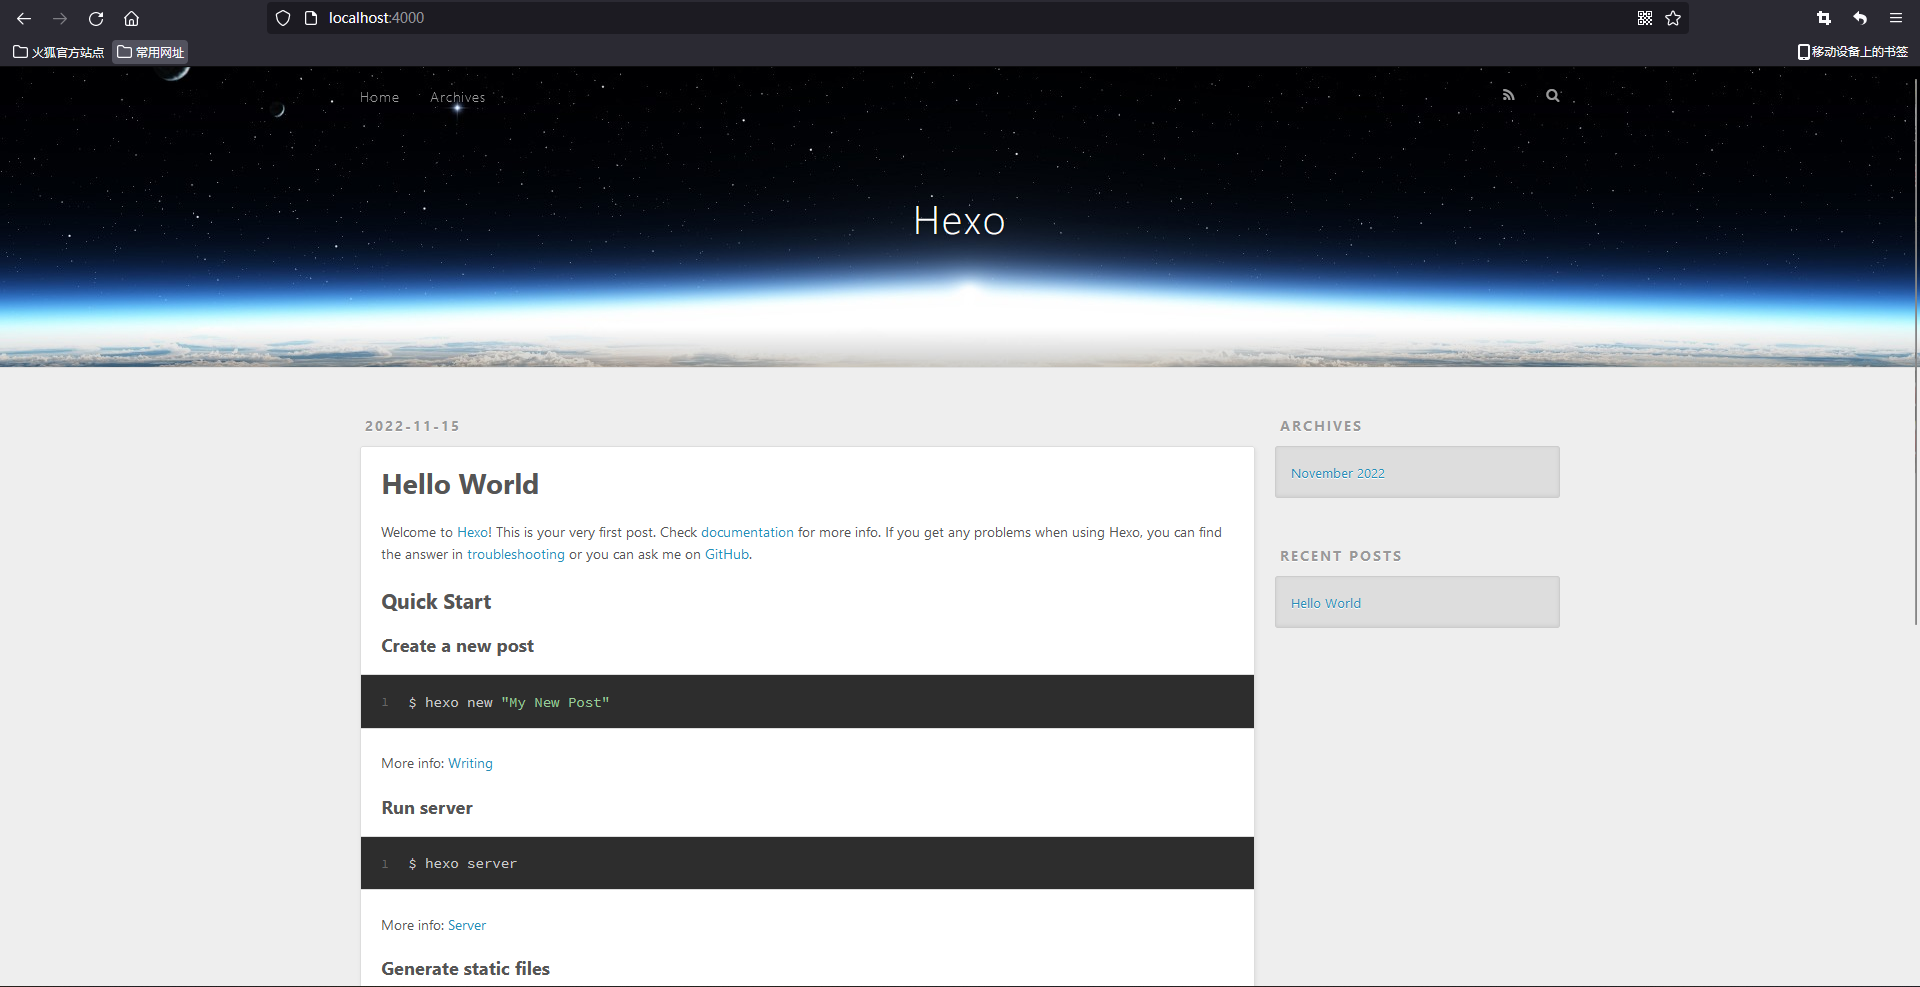 localhost:4000
火狐官方站点 常用网址 移动设备上的书签
Home Archives
Hexo
2022-11-15
Hello World
Welcome to Hexo! This is your very first post. Check documentation for more info. If you get any problems when using Hexo, you can find
the answer in troubleshooting or you can ask me on GitHub.
Quick Start
Create a new post
1 $ hexo new "My New Post"
More info: Writing
Run server
1 $ hexo server
More info: Server
Generate static files
ARCHIVES
November 2022
RECENT POSTS
Hello World